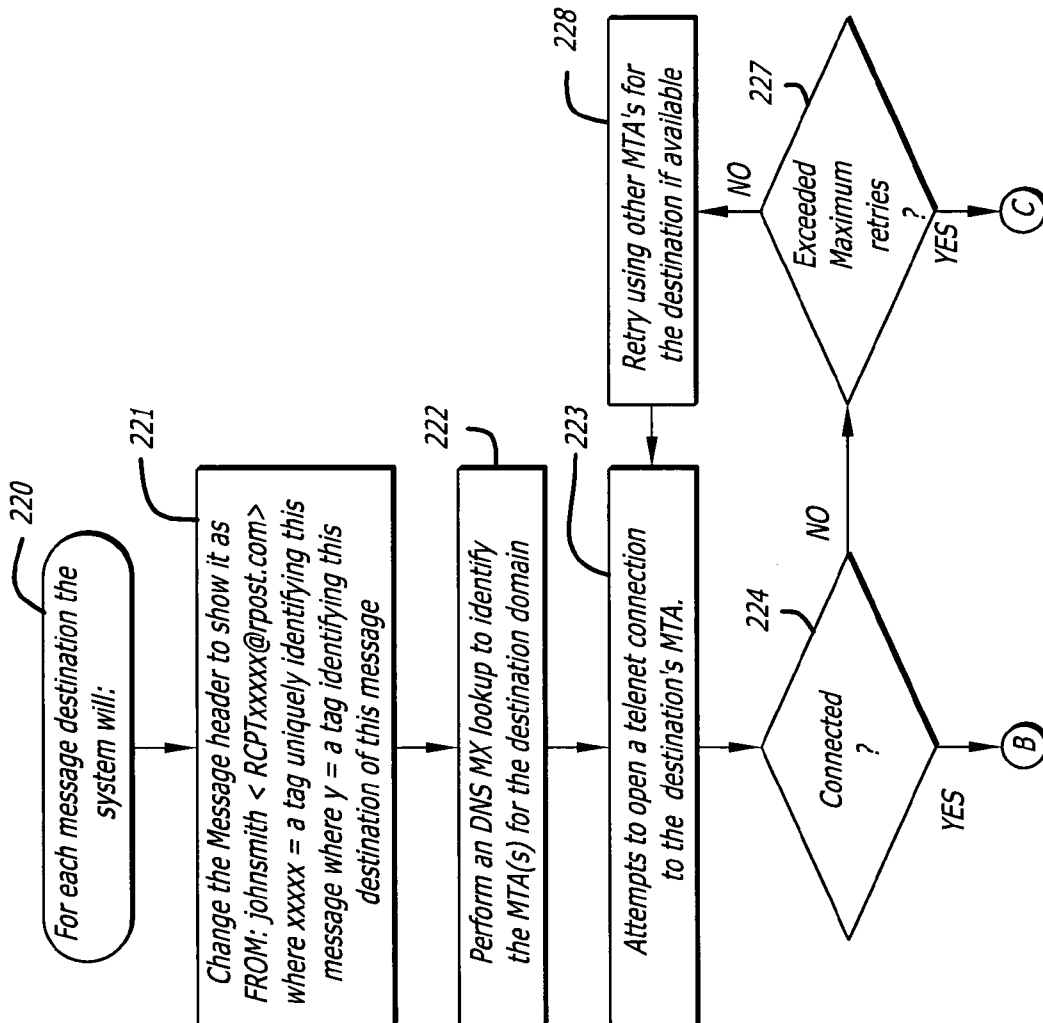 220
For each message destination the
system will:
221
Change the Message header to show it as
FROM: johnsmith < RCPTxxxxx@rpost.com>
where xxxxx = a tag uniquely identifying this
message where y = a tag identifying this
destination of this message
222
Perform an DNS MX lookup to identify
the MTA(s) for the destination domain
223
Attempts to open a telenet connection
to the destination's MTA.
224
Connected
?
NO
YES
B
228
Retry using other MTA's for
the destination if available
227
NO
Exceeded
Maximum
retries
?
YES
C